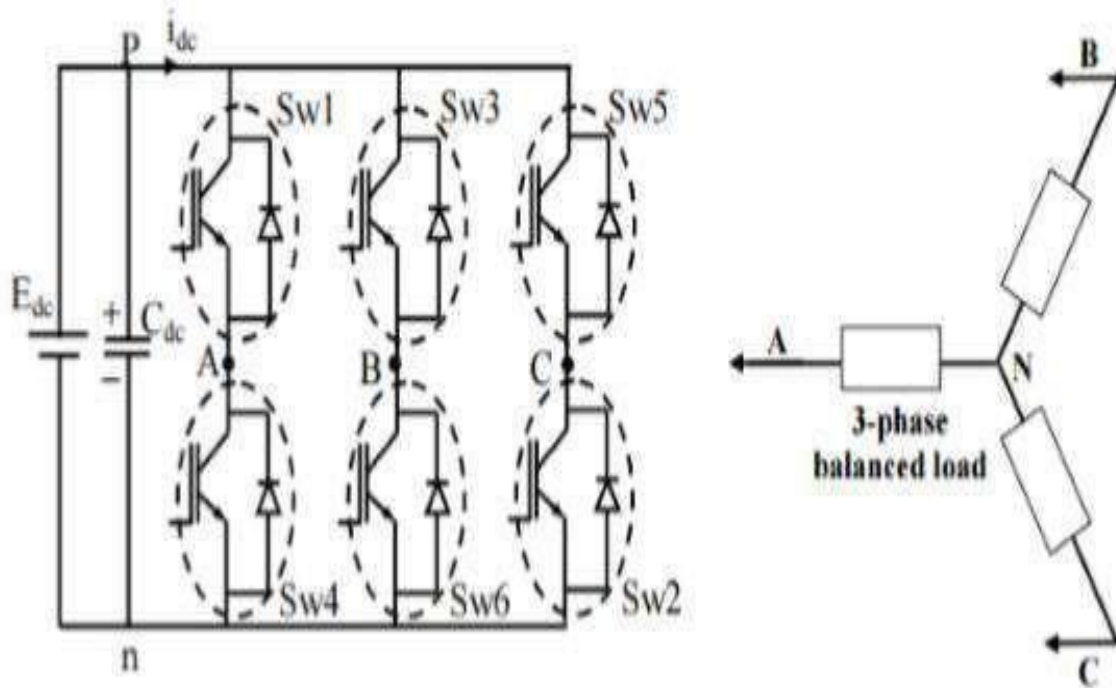 P
i_dc
Sw1
Sw3
Sw5
E_dc
+
C_dc
−
A
B
C
Sw4
Sw6
Sw2
n
B
A
N
3-phase
balanced load
C